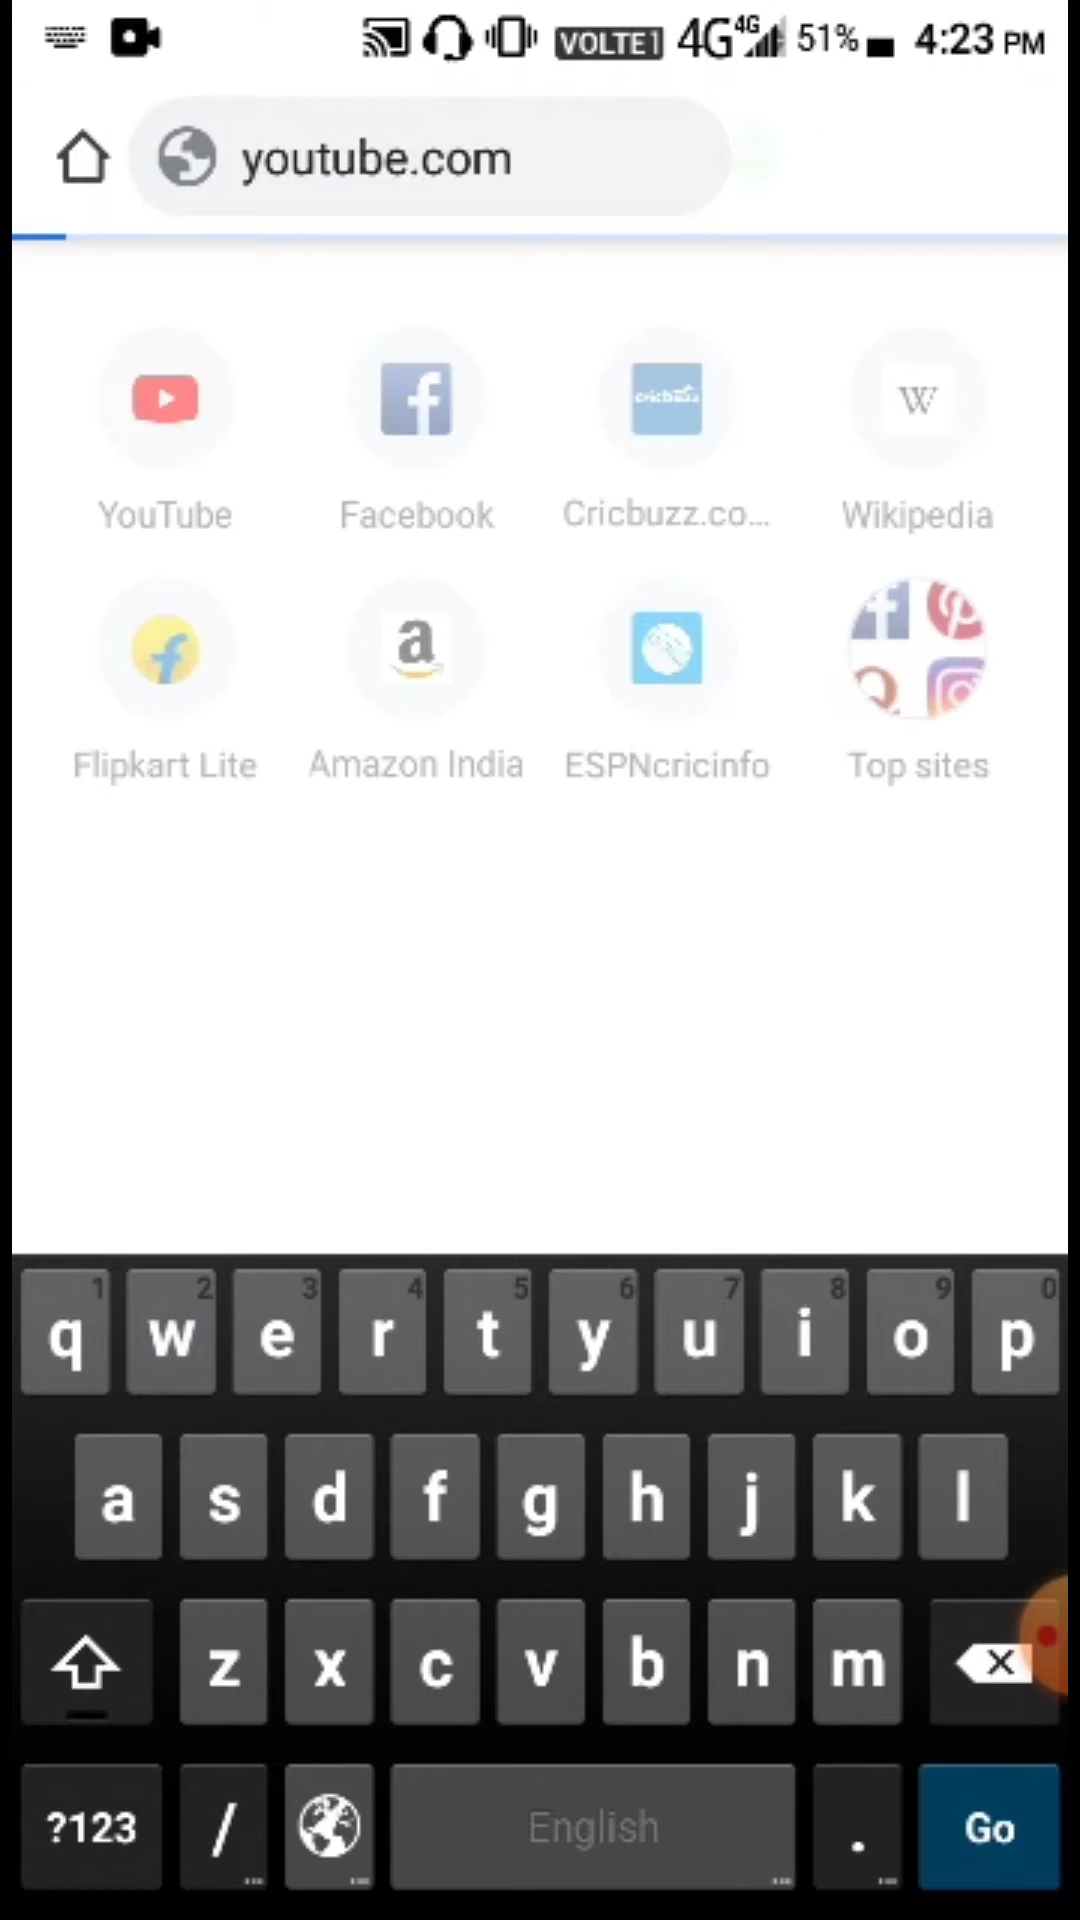 VOLTE1 4G 4G 51% 4:23 PM
youtube.com
YouTube Facebook Cricbuzz.co... Wikipedia
Flipkart Lite Amazon India ESPNcricinfo Top sites
1 2 3 4 5 6 7 8 9 0
q w e r t y u i o p
a s d f g h j k l
z x c v b n m
?123 / English . Go